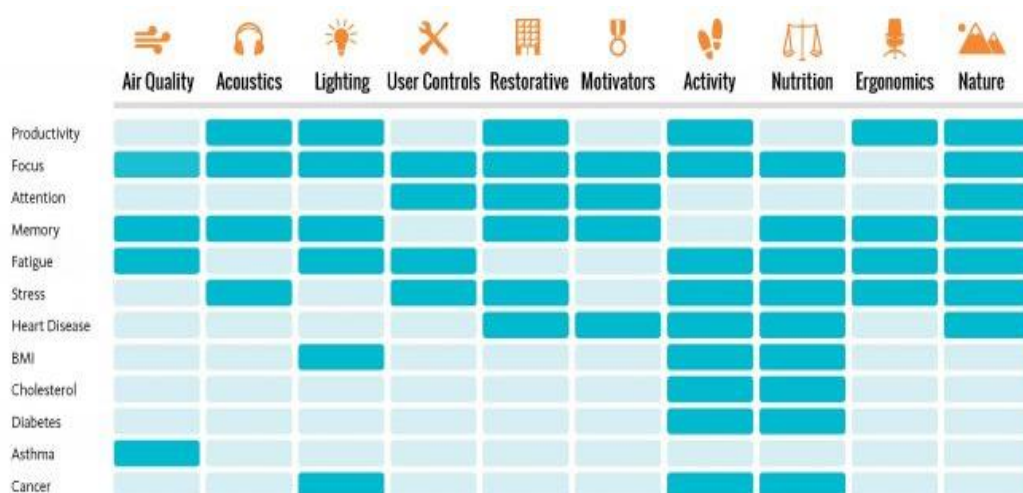 Air Quality Acoustics Lighting User Controls Restorative Motivators Activity Nutrition Ergonomics Nature
Productivity
Focus
Attention
Memory
Fatigue
Stress
Heart Disease
BMI
Cholesterol
Diabetes
Asthma
Cancer